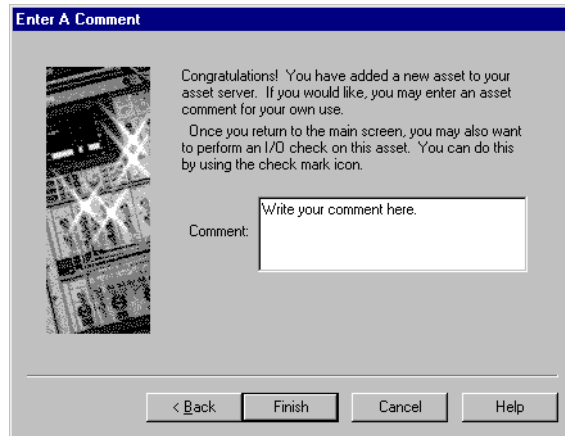 Enter A Comment
Congratulations! You have added a new asset to your
asset server. If you would like, you may enter an asset
comment for your own use.
Once you return to the main screen, you may also want
to perform an I/O check on this asset. You can do this
by using the check mark icon.
Comment:
Write your comment here.
< Back
Finish
Cancel
Help